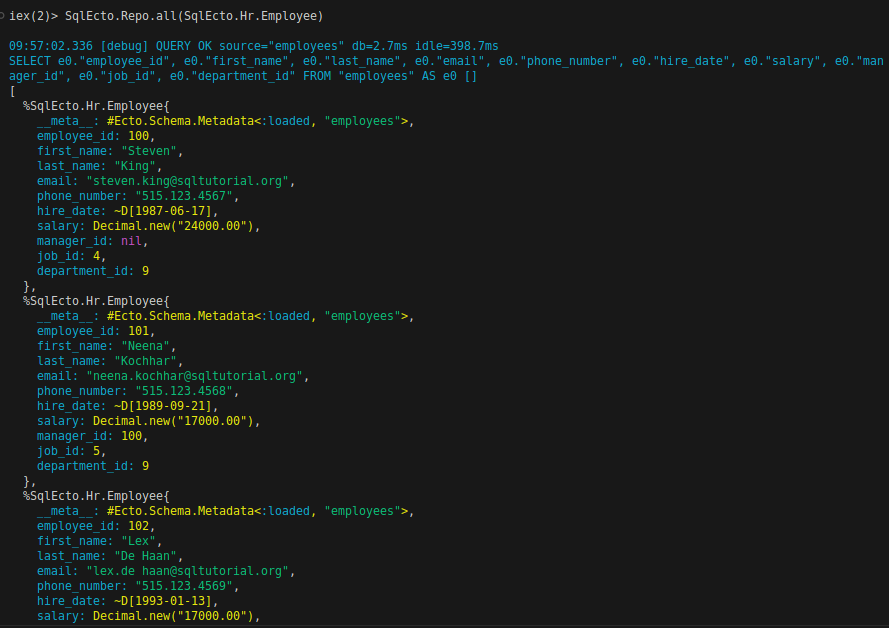 iex(2)> SqlEcto.Repo.all(SqlEcto.Hr.Employee)
09:57:02.336 [debug] QUERY OK source="employees" db=2.7ms idle=398.7ms
SELECT e0."employee_id", e0."first_name", e0."last_name", e0."email", e0."phone_number", e0."hire_date", e0."salary", e0."man
ager_id", e0."job_id", e0."department_id" FROM "employees" AS e0 []
[
  %SqlEcto.Hr.Employee{
    __meta__: #Ecto.Schema.Metadata<:loaded, "employees">,
    employee_id: 100,
    first_name: "Steven",
    last_name: "King",
    email: "steven.king@sqltutorial.org",
    phone_number: "515.123.4567",
    hire_date: ~D[1987-06-17],
    salary: Decimal.new("24000.00"),
    manager_id: nil,
    job_id: 4,
    department_id: 9
  },
  %SqlEcto.Hr.Employee{
    __meta__: #Ecto.Schema.Metadata<:loaded, "employees">,
    employee_id: 101,
    first_name: "Neena",
    last_name: "Kochhar",
    email: "neena.kochhar@sqltutorial.org",
    phone_number: "515.123.4568",
    hire_date: ~D[1989-09-21],
    salary: Decimal.new("17000.00"),
    manager_id: 100,
    job_id: 5,
    department_id: 9
  },
  %SqlEcto.Hr.Employee{
    __meta__: #Ecto.Schema.Metadata<:loaded, "employees">,
    employee_id: 102,
    first_name: "Lex",
    last_name: "De Haan",
    email: "lex.de haan@sqltutorial.org",
    phone_number: "515.123.4569",
    hire_date: ~D[1993-01-13],
    salary: Decimal.new("17000.00"),